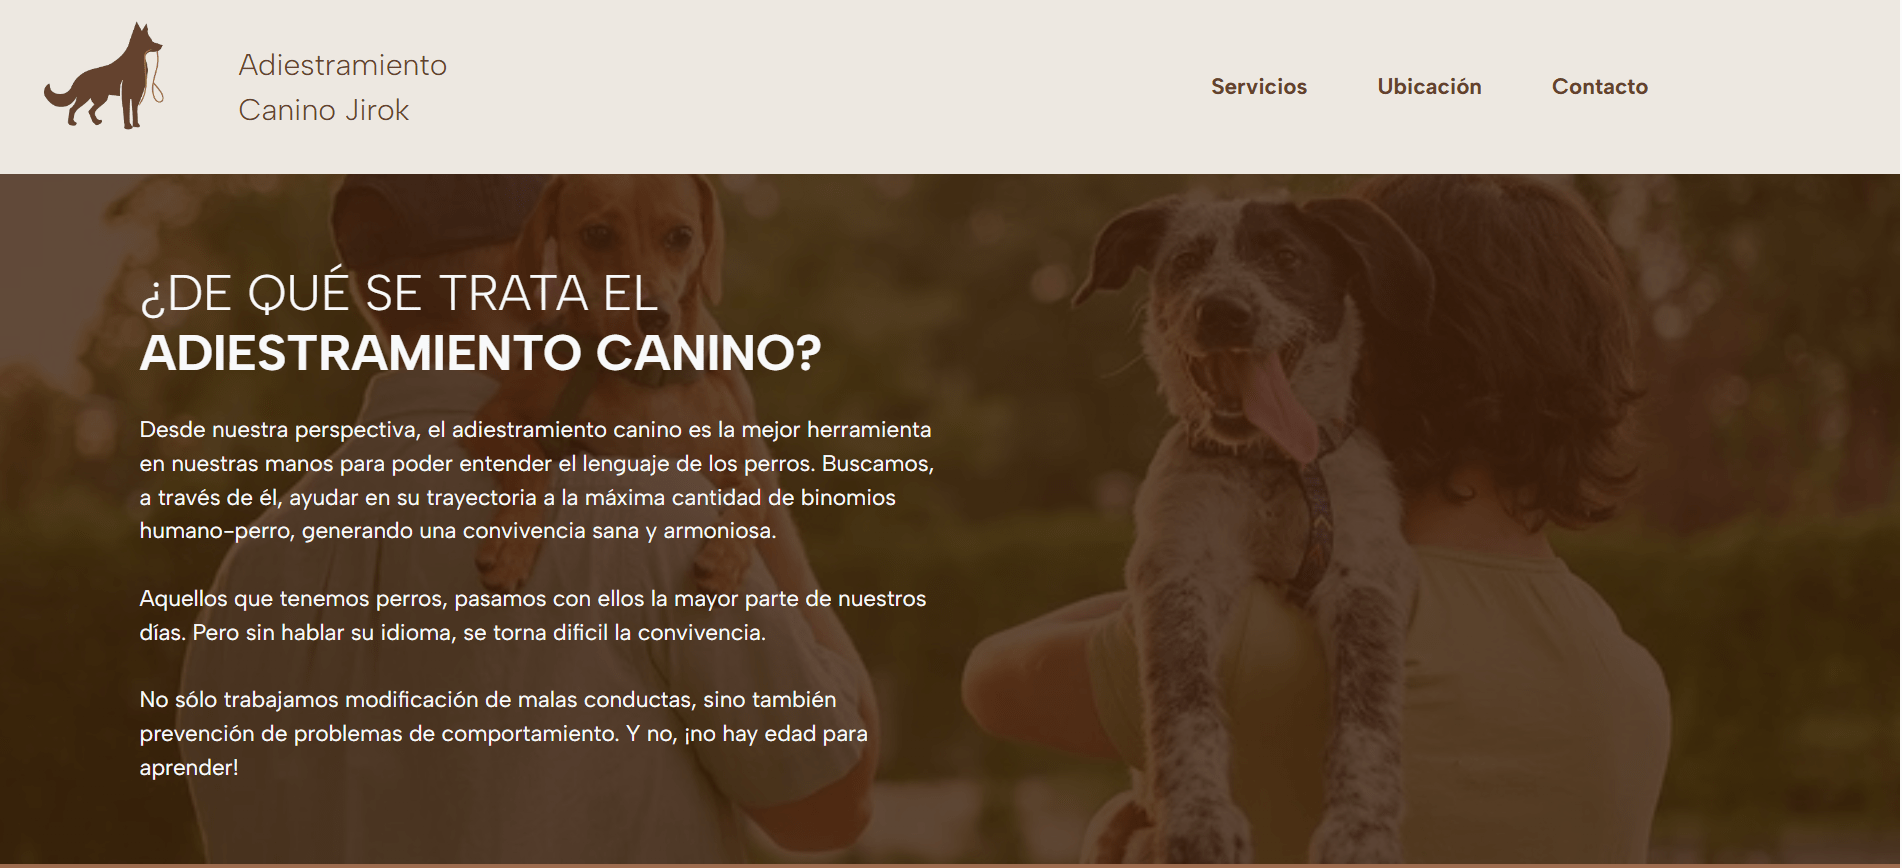 Adiestramiento
Canino Jirok
Servicios
Ubicación
Contacto
¿DE QUÉ SE TRATA EL
ADIESTRAMIENTO CANINO?
Desde nuestra perspectiva, el adiestramiento canino es la mejor herramienta
en nuestras manos para poder entender el lenguaje de los perros. Buscamos,
a través de él, ayudar en su trayectoria a la máxima cantidad de binomios
humano-perro, generando una convivencia sana y armoniosa.
Aquellos que tenemos perros, pasamos con ellos la mayor parte de nuestros
días. Pero sin hablar su idioma, se torna dificil la convivencia.
No sólo trabajamos modificación de malas conductas, sino también
prevención de problemas de comportamiento. Y no, ¡no hay edad para
aprender!